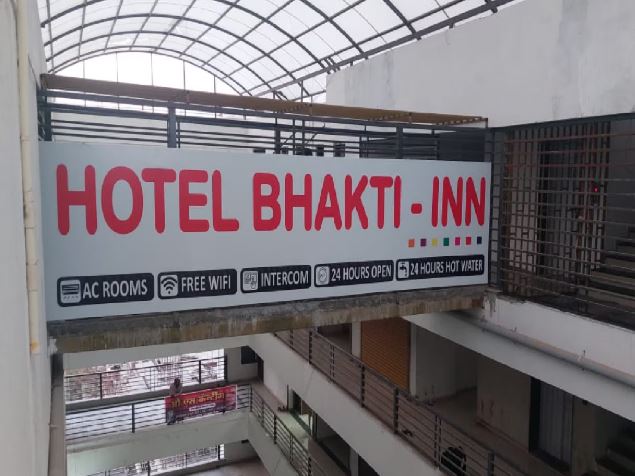 HOTEL BHAKTI - INN
AC ROOMS FREE WIFI INTERCOM 24 HOURS OPEN 24 HOURS HOT WATER